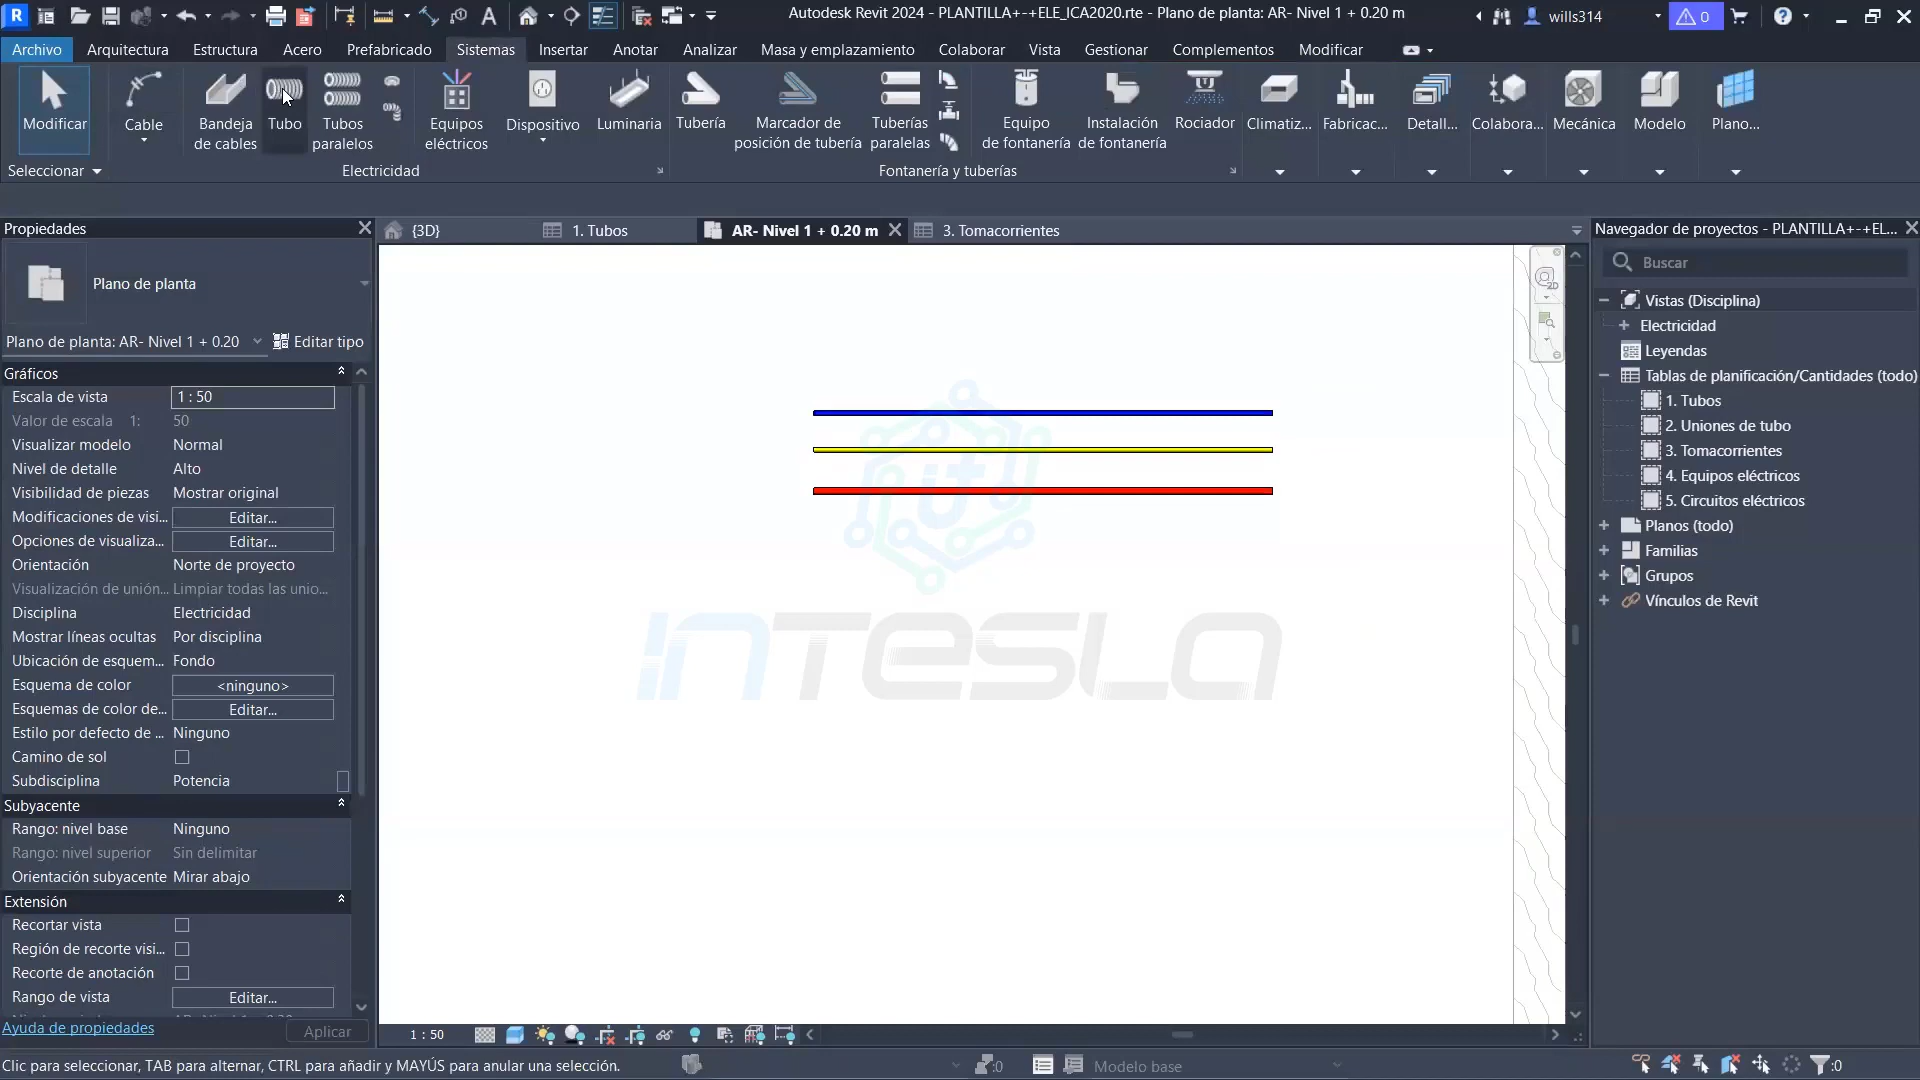 Autodesk Revit 2024 - PLANTILLA+-+ELE_ICA2020.rte - Plano de planta: AR- Nivel 1 + 0.20 m
wills314
0
Archivo Arquitectura Estructura Acero Prefabricado Sistemas Insertar Anotar Analizar Masa y emplazamiento Colaborar Vista Gestionar Complementos Modificar
Modificar
Cable
Bandeja de cables
Tubo
Tubos paralelos
Equipos eléctricos
Dispositivo
Luminaria
Tubería
Marcador de posición de tubería
Tuberías paralelas
Equipo de fontanería
Instalación de fontanería
Rociador
Climatiz...
Fabricac...
Detall...
Colabora...
Mecánica
Modelo
Plano...
Seleccionar
Electricidad
Fontanería y tuberías
Propiedades
Plano de planta
Plano de planta: AR- Nivel 1 + 0.20
Editar tipo
Gráficos
Escala de vista 1 : 50
Valor de escala 1: 50
Visualizar modelo Normal
Nivel de detalle Alto
Visibilidad de piezas Mostrar original
Modificaciones de visi... Editar...
Opciones de visualiza... Editar...
Orientación Norte de proyecto
Visualización de unión... Limpiar todas las unio...
Disciplina Electricidad
Mostrar líneas ocultas Por disciplina
Ubicación de esquem... Fondo
Esquema de color <ninguno>
Esquemas de color de... Editar...
Estilo por defecto de ... Ninguno
Camino de sol
Subdisciplina Potencia
Subyacente
Rango: nivel base Ninguno
Rango: nivel superior Sin delimitar
Orientación subyacente Mirar abajo
Extensión
Recortar vista
Región de recorte visi...
Recorte de anotación
Rango de vista Editar...
Ayuda de propiedades
Aplicar
{3D}
1. Tubos
AR- Nivel 1 + 0.20 m
3. Tomacorrientes
2D
it
INTESLA
1 : 50
Navegador de proyectos - PLANTILLA+-+EL...
Buscar
Vistas (Disciplina)
Electricidad
Leyendas
Tablas de planificación/Cantidades (todo)
1. Tubos
2. Uniones de tubo
3. Tomacorrientes
4. Equipos eléctricos
5. Circuitos eléctricos
Planos (todo)
Familias
Grupos
Vínculos de Revit
Clic para seleccionar, TAB para alternar, CTRL para añadir y MAYÚS para anular una selección.
:0
Modelo base
:0